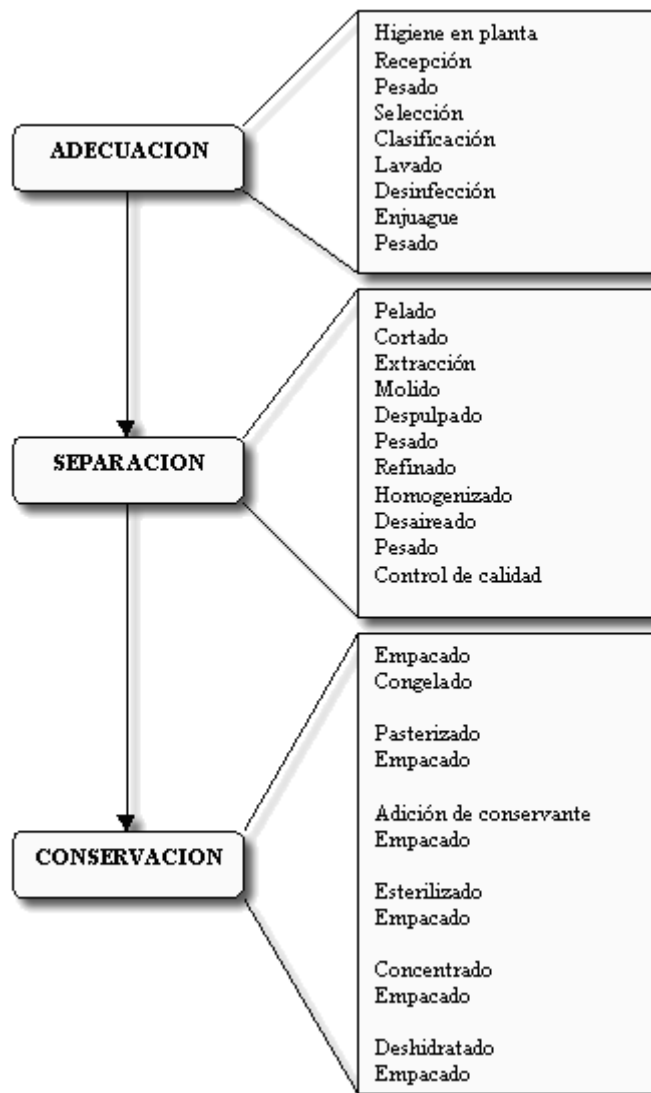 ADECUACION
Higiene en planta
Recepción
Pesado
Selección
Clasificación
Lavado
Desinfección
Enjuague
Pesado
SEPARACION
Pelado
Cortado
Extracción
Molido
Despulpado
Pesado
Refinado
Homogenizado
Desaireado
Pesado
Control de calidad
CONSERVACION
Empacado
Congelado
Pasterizado
Empacado
Adición de conservante
Empacado
Esterilizado
Empacado
Concentrado
Empacado
Deshidratado
Empacado